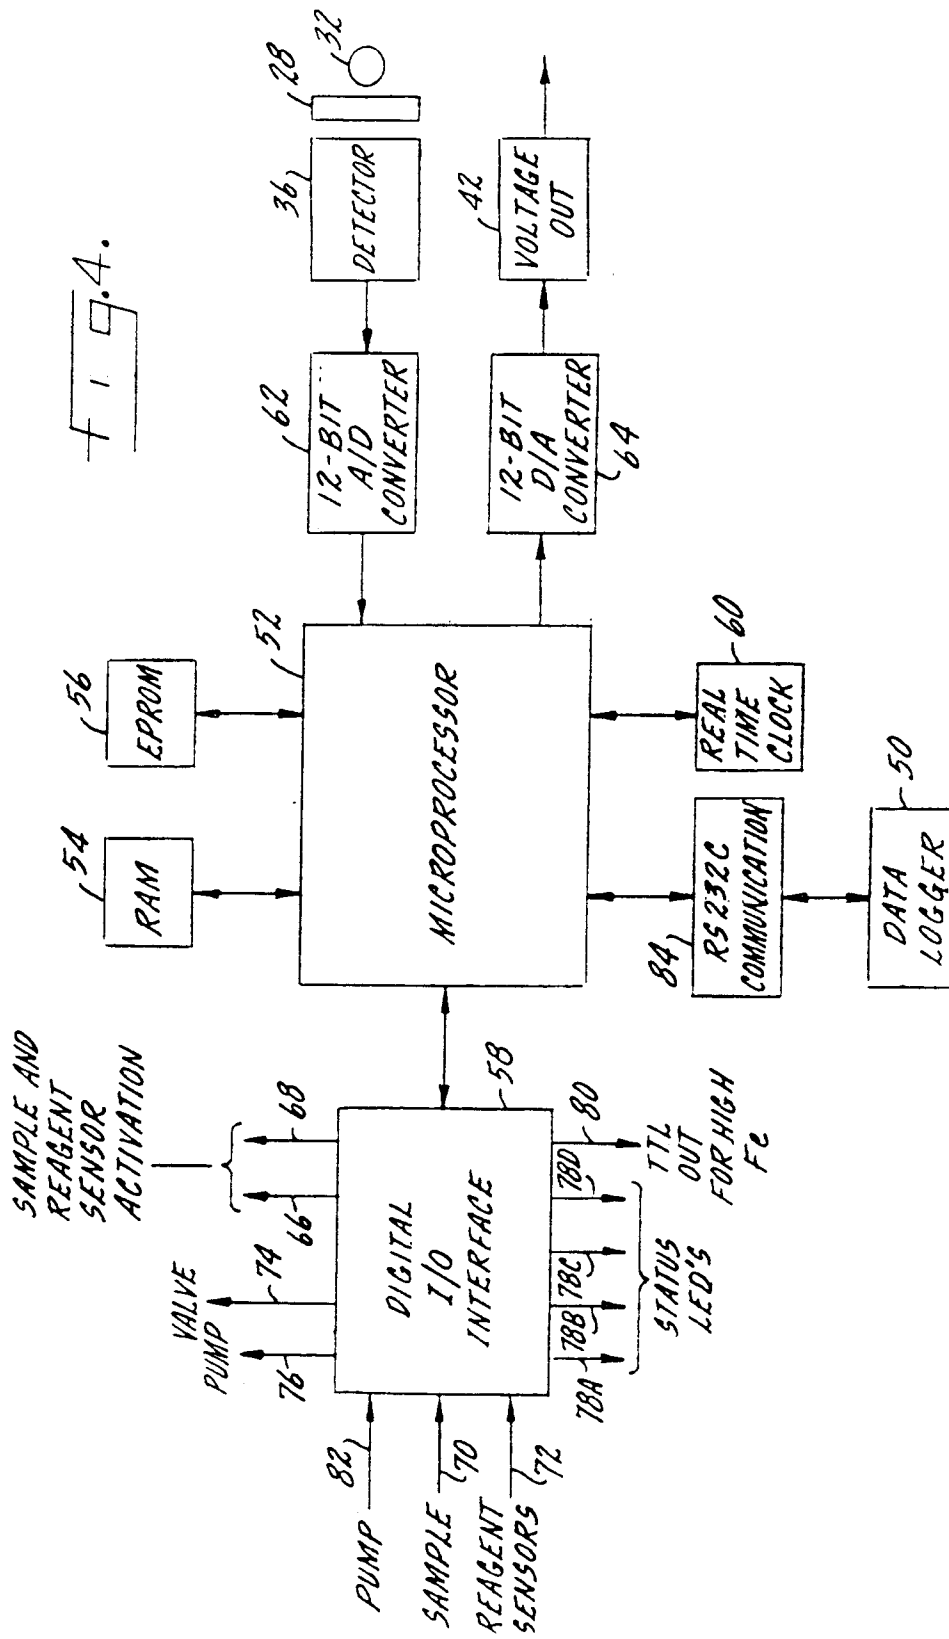 Fig. 4.
SAMPLE AND
REAGENT
SENSOR
ACTIVATION
VALVE
PUMP
76
74
66
68
82
PUMP
SAMPLE
70
REAGENT
SENSORS
72
DIGITAL
I/O
INTERFACE
58
78A
78B
78C
78D
80
STATUS
LED'S
TTL
OUT
FOR HIGH
Fe
54
RAM
56
EPROM
52
MICROPROCESSOR
84
RS232C
COMMUNICATION
60
REAL
TIME
CLOCK
50
DATA
LOGGER
62
12-BIT
A/D
CONVERTER
36
DETECTOR
28
32
12-BIT
D/A
CONVERTER
64
42
VOLTAGE
OUT